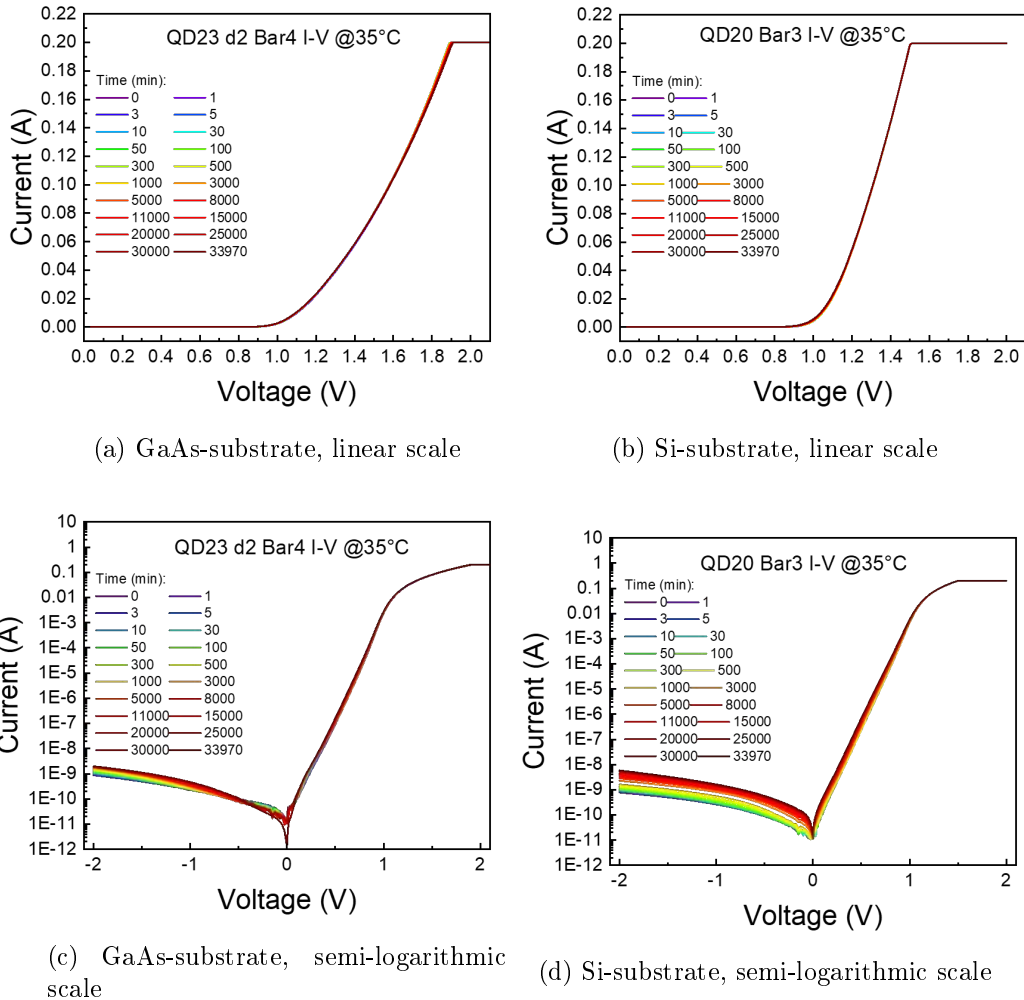 QD23 d2 Bar4 I-V @35°C
Time (min):
0 1
3 5
10 30
50 100
300 500
1000 3000
5000 8000
11000 15000
20000 25000
30000 33970
0.22
0.20
0.18
0.16
0.14
0.12
0.10
0.08
0.06
0.04
0.02
0.00
Current (A)
0.0 0.2 0.4 0.6 0.8 1.0 1.2 1.4 1.6 1.8 2.0
Voltage (V)
(a) GaAs-substrate, linear scale
QD20 Bar3 I-V @35°C
Time (min):
0 1
3 5
10 30
50 100
300 500
1000 3000
5000 8000
11000 15000
20000 25000
30000 33970
0.22
0.20
0.18
0.16
0.14
0.12
0.10
0.08
0.06
0.04
0.02
0.00
Current (A)
0.0 0.2 0.4 0.6 0.8 1.0 1.2 1.4 1.6 1.8 2.0
Voltage (V)
(b) Si-substrate, linear scale
QD23 d2 Bar4 I-V @35°C
Time (min):
0 1
3 5
10 30
50 100
300 500
1000 3000
5000 8000
11000 15000
20000 25000
30000 33970
10
1
0.1
0.01
1E-3
1E-4
1E-5
1E-6
1E-7
1E-8
1E-9
1E-10
1E-11
1E-12
Current (A)
-2 -1 0 1 2
Voltage (V)
(c) GaAs-substrate, semi-logarithmic
scale
QD20 Bar3 I-V @35°C
Time (min):
0 1
3 5
10 30
50 100
300 500
1000 3000
5000 8000
11000 15000
20000 25000
30000 33970
10
1
0.1
0.01
1E-3
1E-4
1E-5
1E-6
1E-7
1E-8
1E-9
1E-10
1E-11
1E-12
Current (A)
-2 -1 0 1 2
Voltage (V)
(d) Si-substrate, semi-logarithmic scale